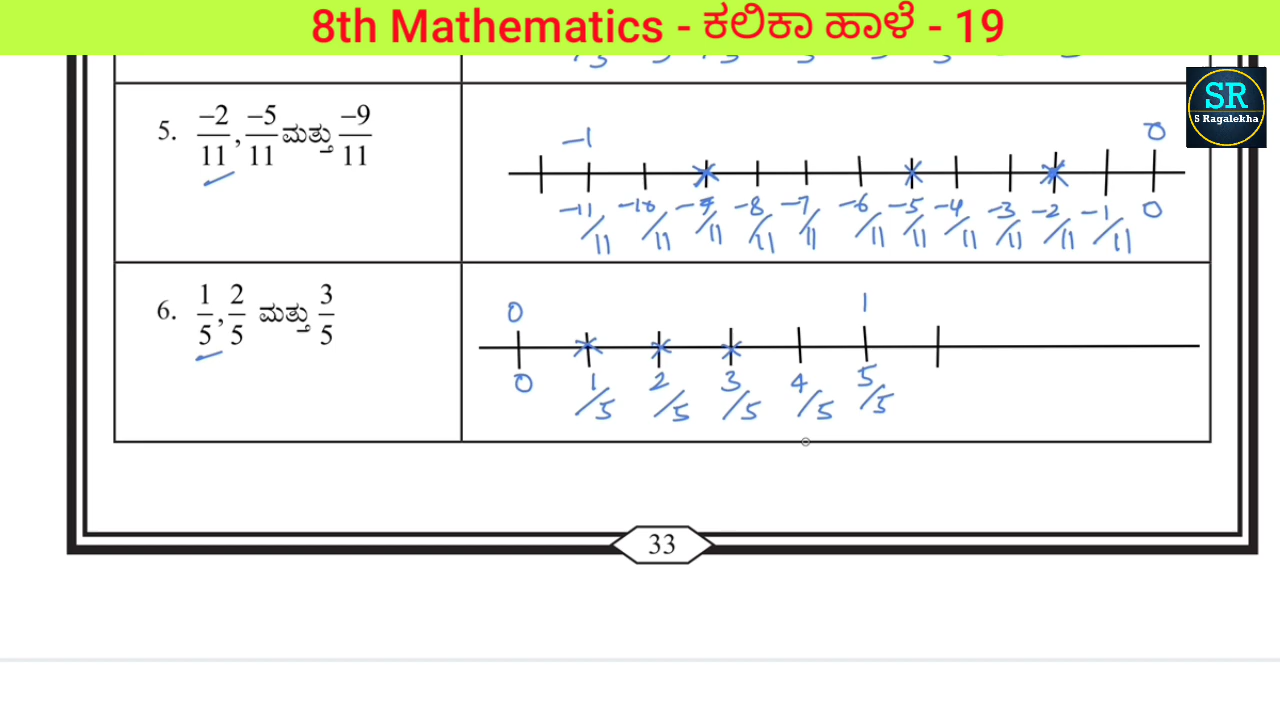 8th Mathematics - ಕಲಿಕಾ ಹಾಳೆ - 19
SR
S Ragalekha
5. -2/11, -5/11 ಮತ್ತು -9/11
-1 0
-11/11 -10/11 -9/11 -8/11 -7/11 -6/11 -5/11 -4/11 -3/11 -2/11 -1/11 0
6. 1/5, 2/5 ಮತ್ತು 3/5
0 1
0 1/5 2/5 3/5 4/5 5/5
33